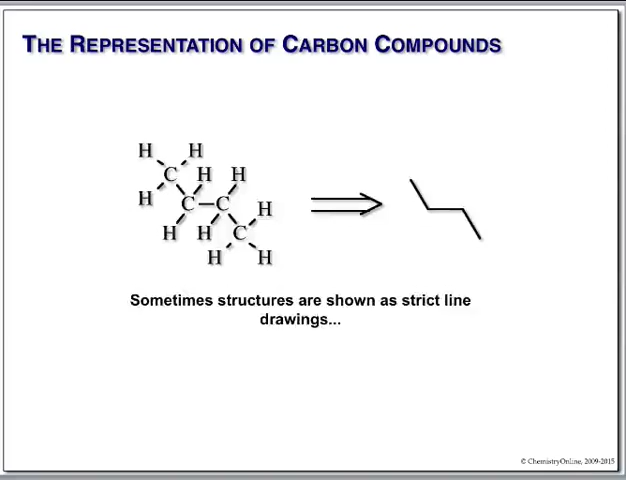 THE REPRESENTATION OF CARBON COMPOUNDS
H H
C H H
H
C C H
H H C
H H
Sometimes structures are shown as strict line
drawings...
© ChemistryOnline, 2009-2015